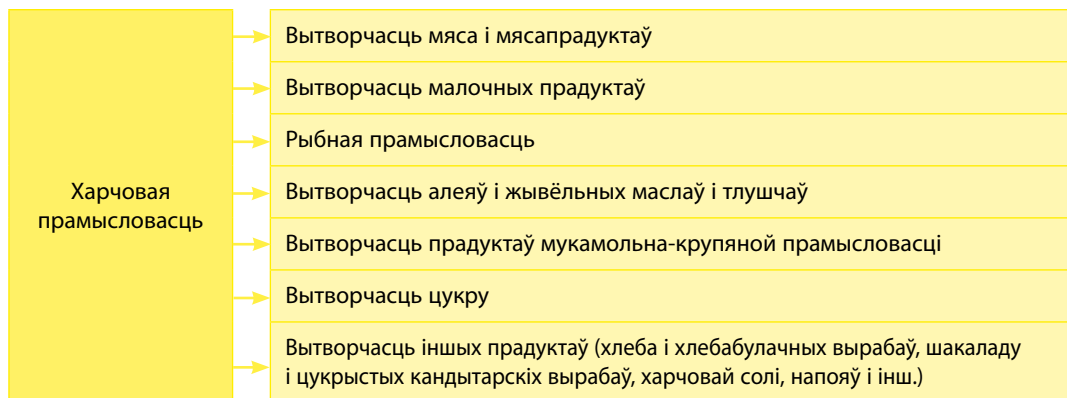 Харчовая
прамысловасць
Вытворчасць мяса і мясапрадуктаў
Вытворчасць малочных прадуктаў
Рыбная прамысловасць
Вытворчасць алеяў і жывёльных маслаў і тлушчаў
Вытворчасць прадуктаў мукамольна-крупяной прамысловасці
Вытворчасць цукру
Вытворчасць іншых прадуктаў (хлеба і хлебабулачных вырабаў, шакаладу
і цукрыстых кандытарскіх вырабаў, харчовай солі, напояў і інш.)